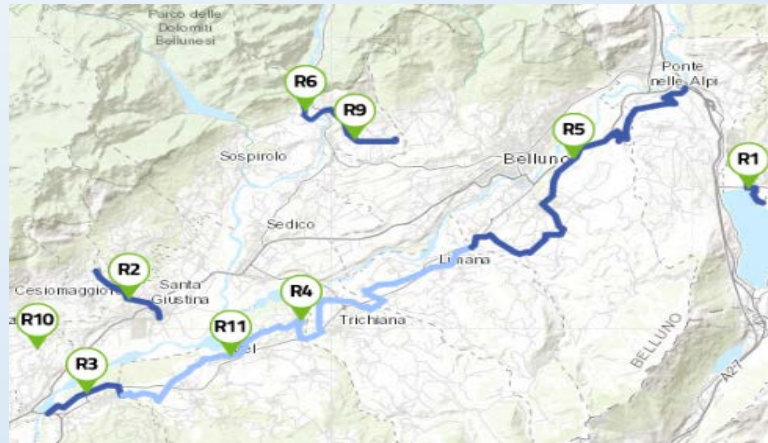 Parco delle
Dolomiti
Bellunesi
Ponte
nelle Alpi
R6
R9
R5
Sospirolo
Belluno
R1
Sedico
Limana
R2
Cesiomaggio
Santa
Giustina
R4
R10
R11
Trichiana
BELLUNO
R3
A27